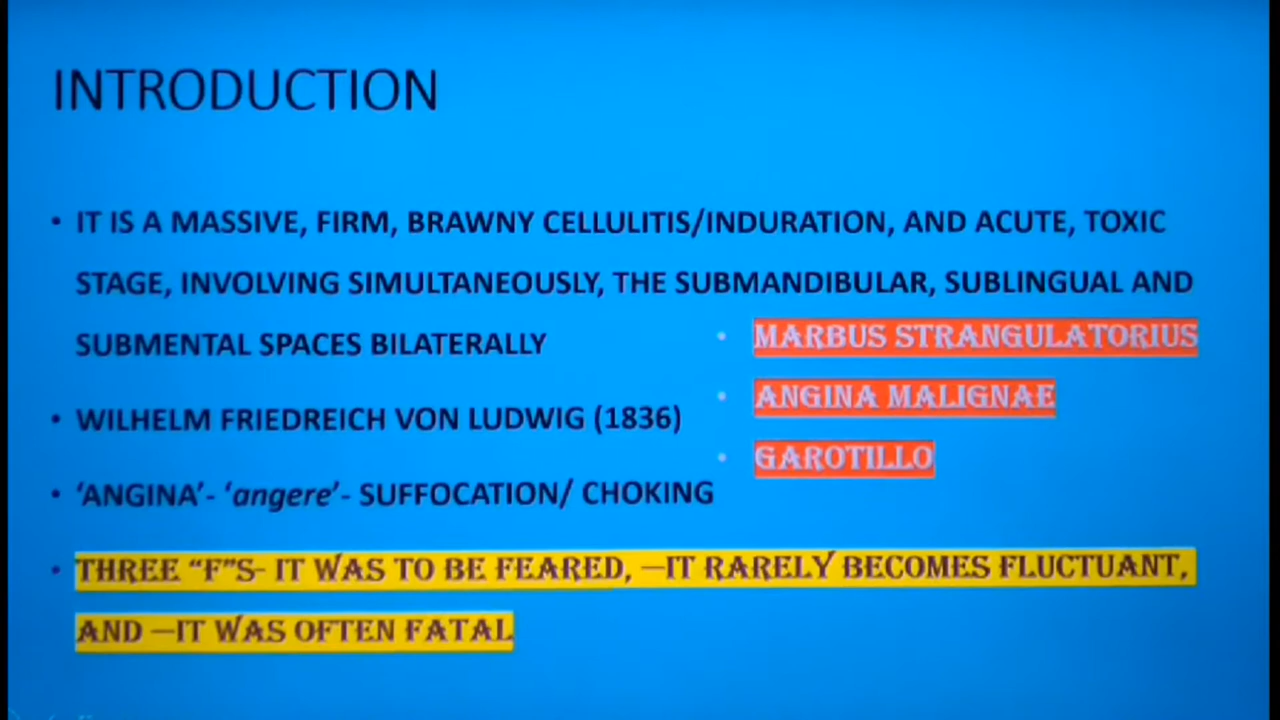 INTRODUCTION
• IT IS A MASSIVE, FIRM, BRAWNY CELLULITIS/INDURATION, AND ACUTE, TOXIC
STAGE, INVOLVING SIMULTANEOUSLY, THE SUBMANDIBULAR, SUBLINGUAL AND
SUBMENTAL SPACES BILATERALLY
• WILHELM FRIEDREICH VON LUDWIG (1836)
• ‘ANGINA’- ‘angere’- SUFFOCATION/ CHOKING
• MARBUS STRANGULATORIUS
• ANGINA MALIGNAE
• GAROTILLO
• THREE “F”S- IT WAS TO BE FEARED, —IT RARELY BECOMES FLUCTUANT,
AND —IT WAS OFTEN FATAL